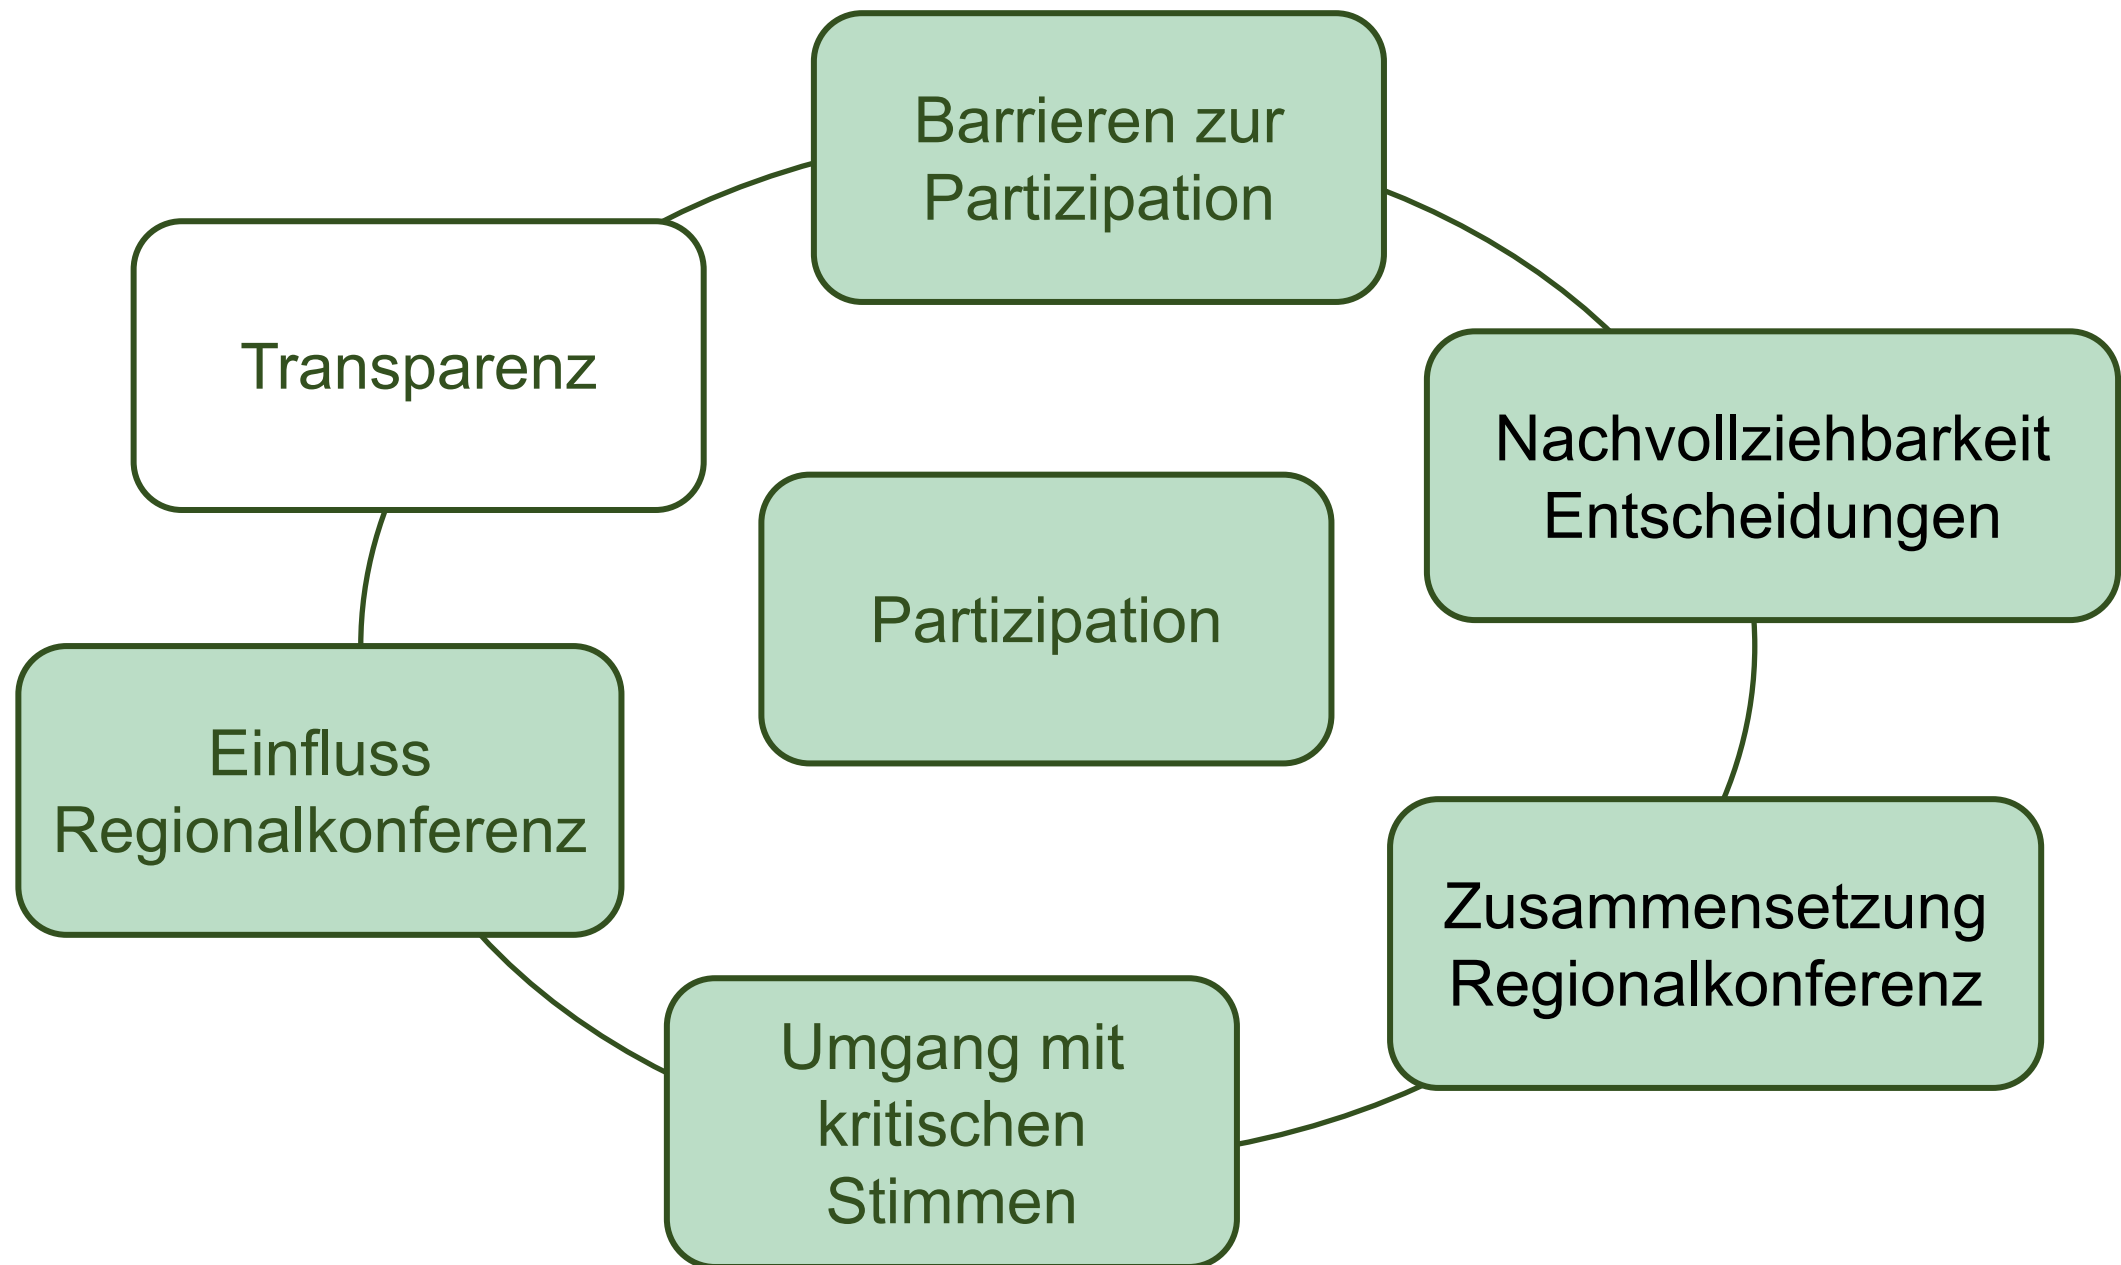 Barrieren zur
Partizipation
Transparenz
Nachvollziehbarkeit
Entscheidungen
Partizipation
Einfluss
Regionalkonferenz
Zusammensetzung
Regionalkonferenz
Umgang mit
kritischen
Stimmen